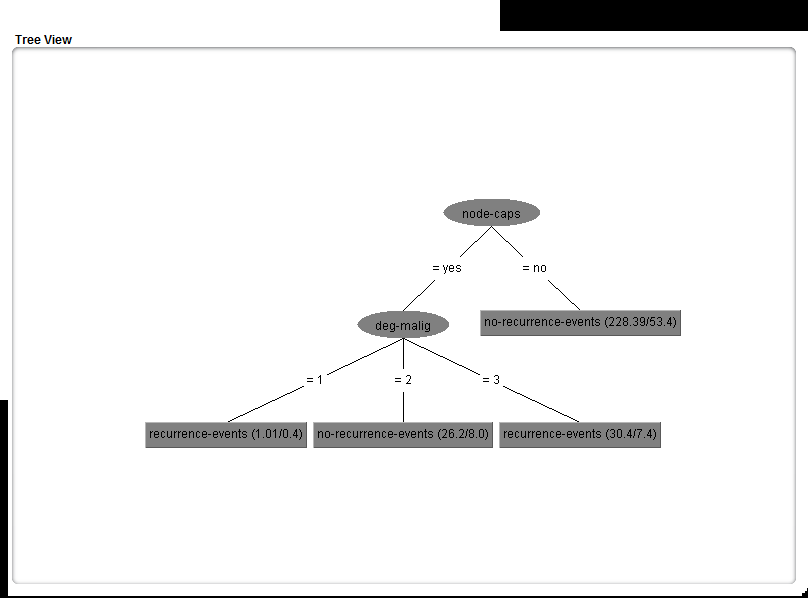 Tree View
node-caps
= yes
= no
deg-malig
no-recurrence-events (228.39/53.4)
= 1
= 2
= 3
recurrence-events (1.01/0.4)
no-recurrence-events (26.2/8.0)
recurrence-events (30.4/7.4)